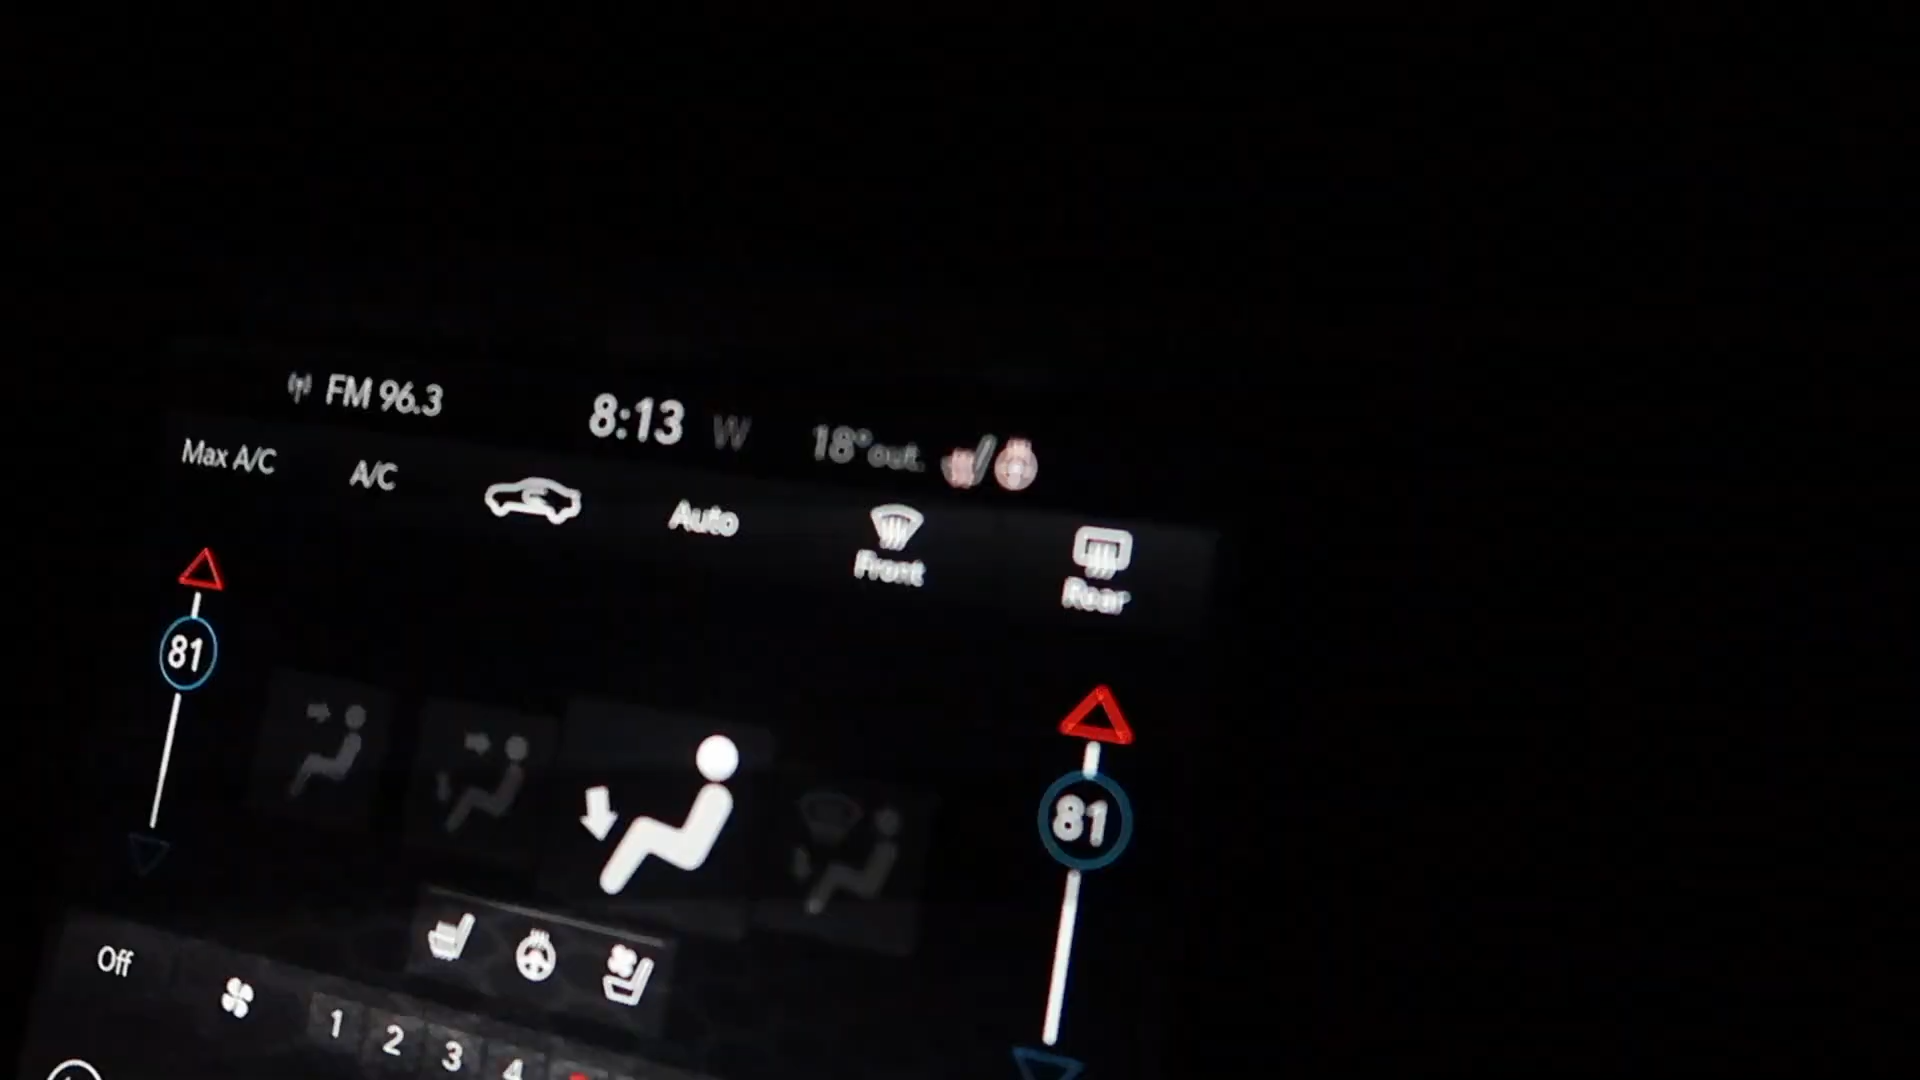 FM 96.3
8:13 W 18° out.
Max A/C A/C Auto Front Rear
81
81
Off 1 2 3 4